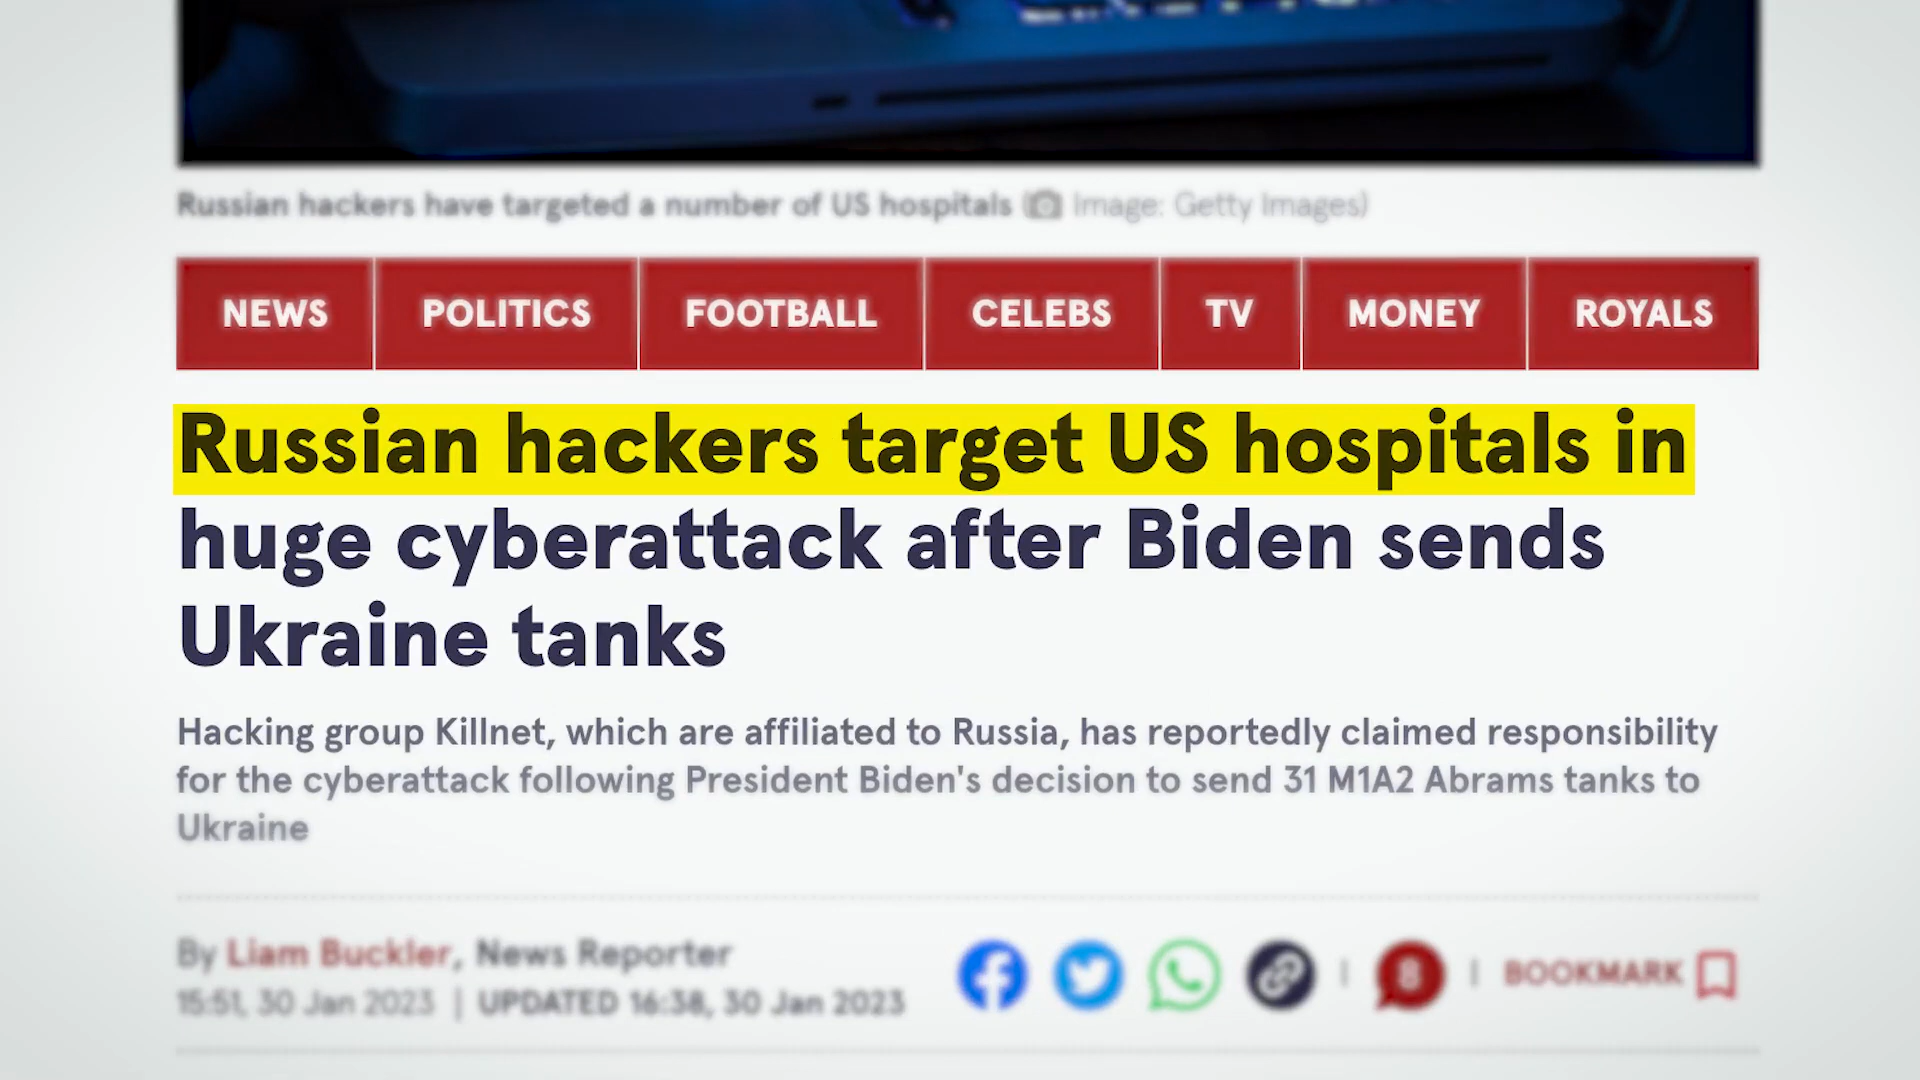 Russian hackers have targeted a number of US hospitals (Image: Getty Images)
NEWS POLITICS FOOTBALL CELEBS TV MONEY ROYALS
Russian hackers target US hospitals in
huge cyberattack after Biden sends
Ukraine tanks
Hacking group Killnet, which are affiliated to Russia, has reportedly claimed responsibility
for the cyberattack following President Biden's decision to send 31 M1A2 Abrams tanks to
Ukraine
By Liam Buckler, News Reporter
15:51, 30 Jan 2023 | UPDATED 16:38, 30 Jan 2023
8 | BOOKMARK